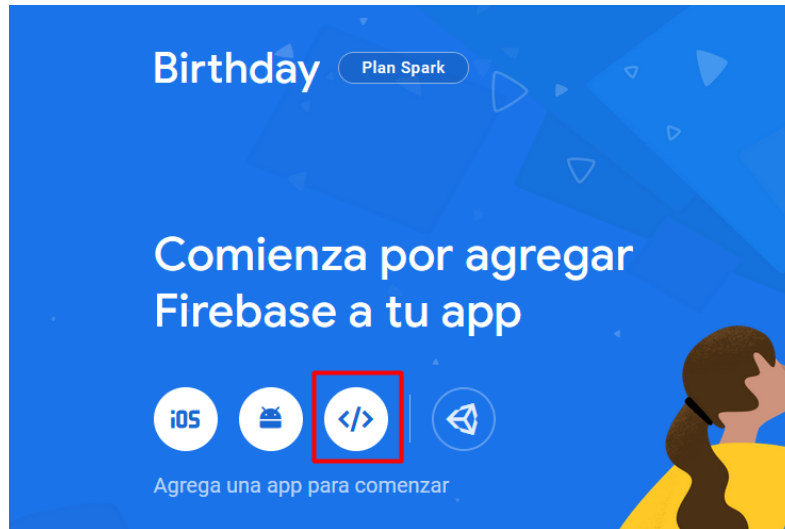 Birthday Plan Spark
Comienza por agregar
Firebase a tu app
iOS </>
Agrega una app para comenzar